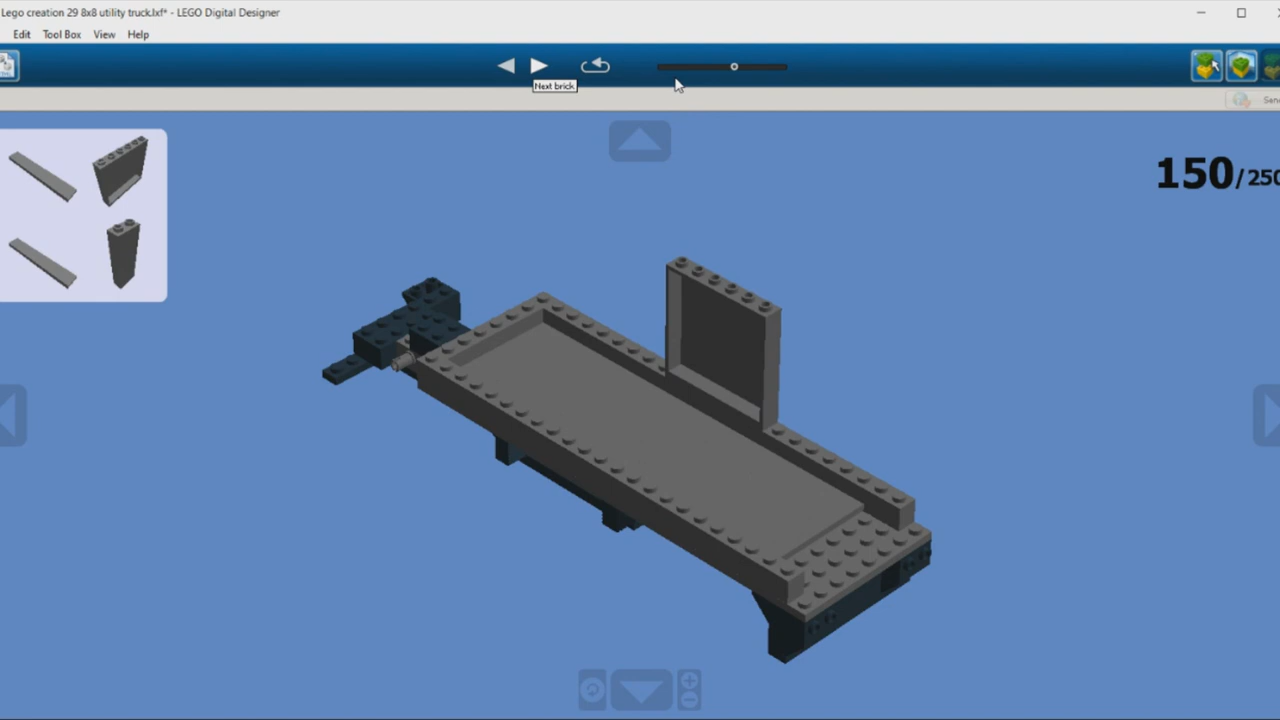 Lego creation 29 8x8 utility truck.lxf* - LEGO Digital Designer
Edit Tool Box View Help
Next brick
Sen
150/250